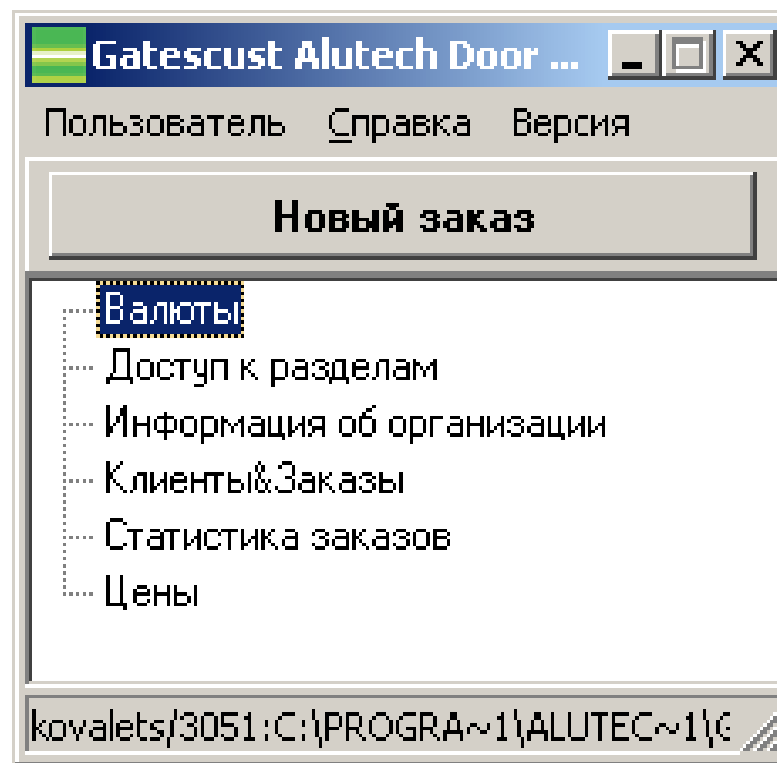 Gatescust Alutech Door ...
Пользователь Справка Версия
Новый заказ
Валюты
Доступ к разделам
Информация об организации
Клиенты&Заказы
Статистика заказов
Цены
kovalets/3051:C:\PROGRA~1\ALUTEC~1\G